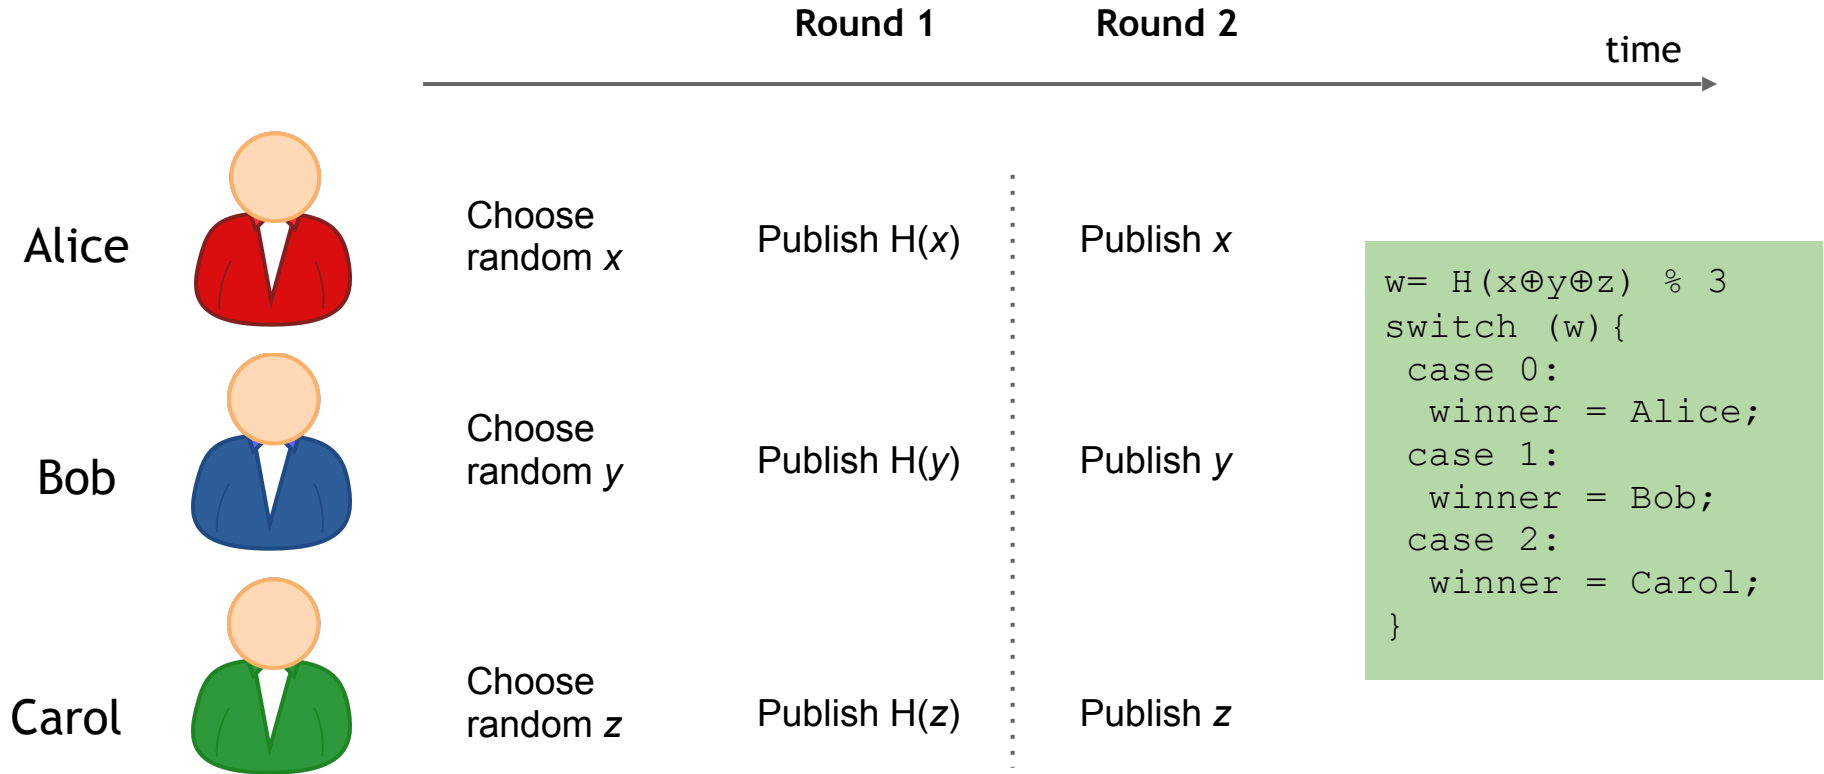 Round 1
Round 2
time
Alice
Choose
random x
Publish H(x)
Publish x
Bob
Choose
random y
Publish H(y)
Publish y
Carol
Choose
random z
Publish H(z)
Publish z
w= H(x⊕y⊕z) % 3
switch (w){
case 0:
winner = Alice;
case 1:
winner = Bob;
case 2:
winner = Carol;
}